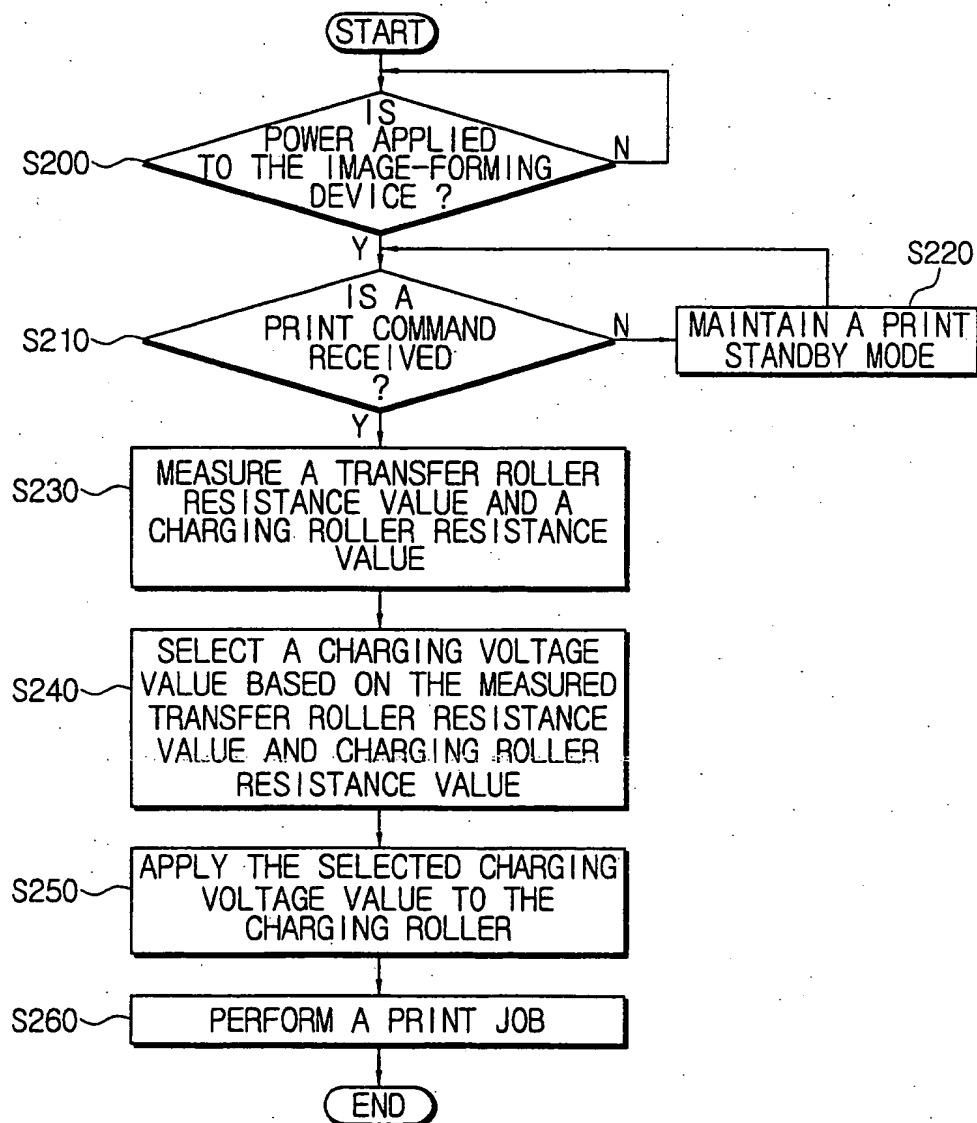 START
IS
POWER APPLIED
TO THE IMAGE-FORMING
DEVICE ?
S200
N
Y
S220
IS A
PRINT COMMAND
RECEIVED
?
S210
N
MAINTAIN A PRINT
STANDBY MODE
Y
S230
MEASURE A TRANSFER ROLLER
RESISTANCE VALUE AND A
CHARGING ROLLER RESISTANCE
VALUE
S240
SELECT A CHARGING VOLTAGE
VALUE BASED ON THE MEASURED
TRANSFER ROLLER RESISTANCE
VALUE AND CHARGING ROLLER
RESISTANCE VALUE
S250
APPLY THE SELECTED CHARGING
VOLTAGE VALUE TO THE
CHARGING ROLLER
S260
PERFORM A PRINT JOB
END